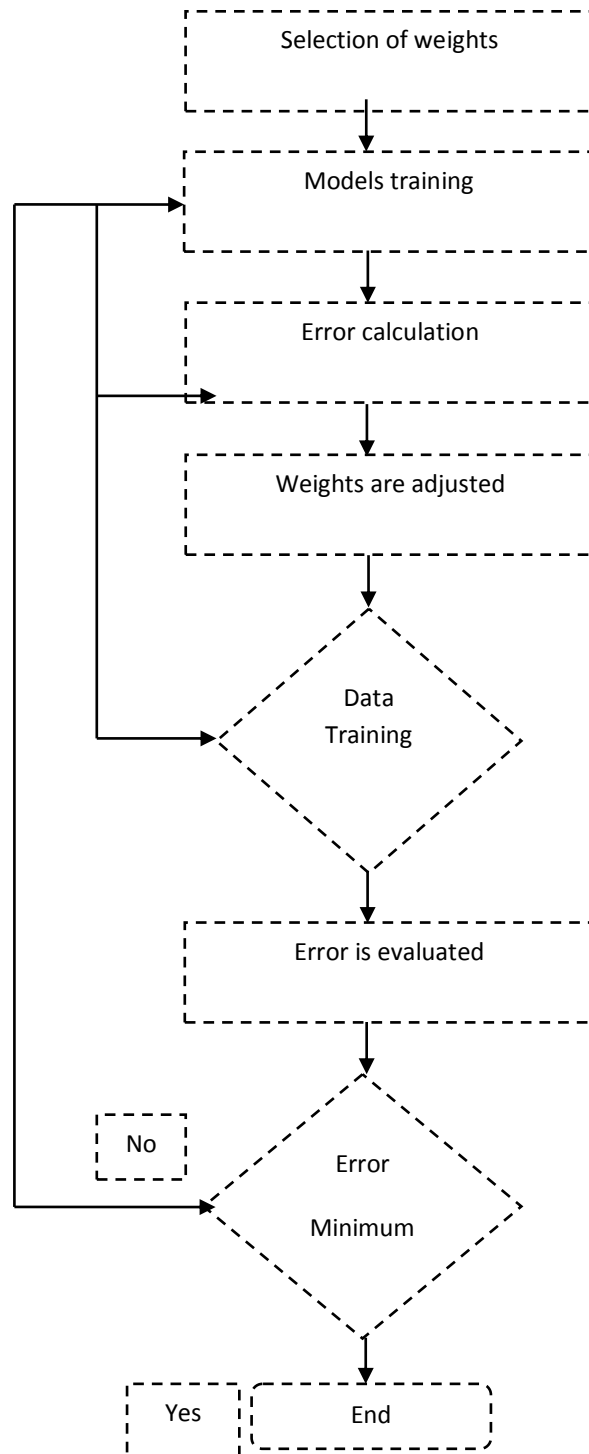 Selection of weights
Models training
Error calculation
Weights are adjusted
Data
Training
Error is evaluated
No
Error
Minimum
Yes
End